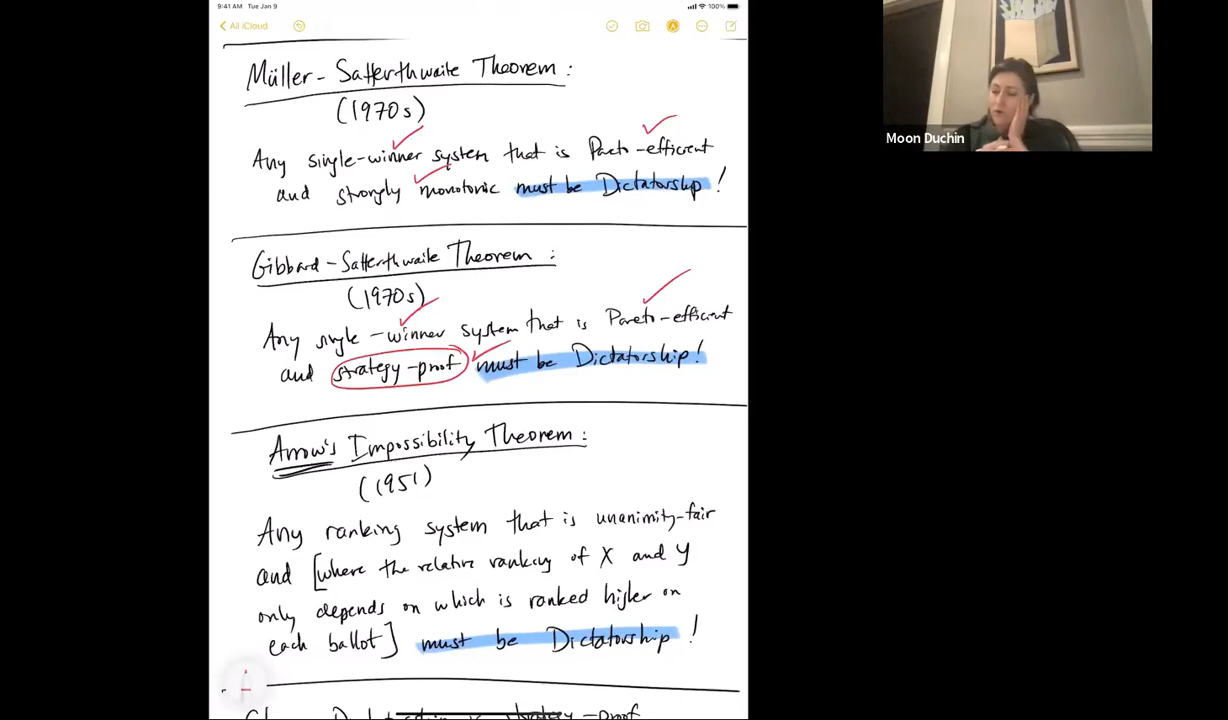 9:41 AM Tue Jan 9
100%
All iCloud
Müller-Satterthwaite Theorem:
(1970s)
Any single-winner system that is Pareto-efficient
and strongly monotonic must be Dictatorship!
Gibbard-Satterthwaite Theorem:
(1970s)
Any single-winner system that is Pareto-efficient
and strategy-proof must be Dictatorship!
Arrow's Impossibility Theorem:
(1951)
Any ranking system that is unanimity-fair
and [where the relative ranking of X and Y
only depends on which is ranked higher on
each ballot] must be Dictatorship!
-proof
Moon Duchin